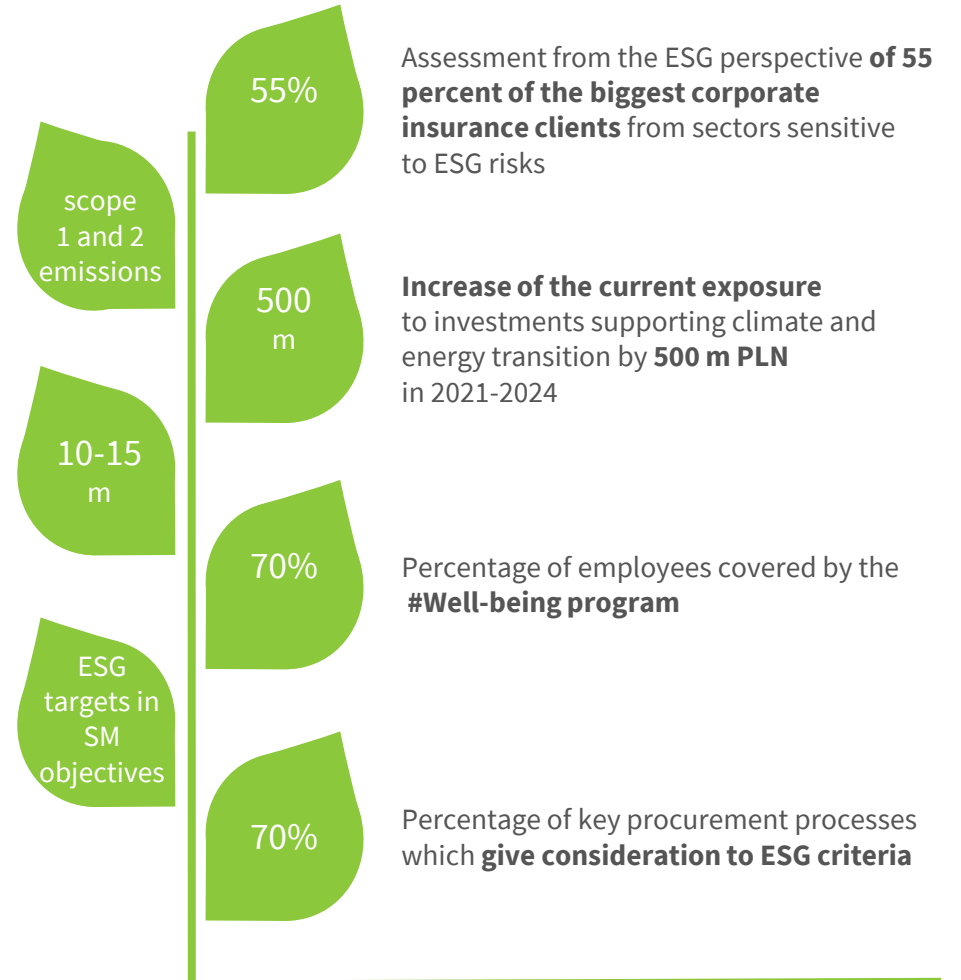 55%
Assessment from the ESG perspective of 55
percent of the biggest corporate
insurance clients from sectors sensitive
to ESG risks
scope
1 and 2
emissions
500
m
Increase of the current exposure
to investments supporting climate and
energy transition by 500 m PLN
in 2021-2024
10-15
m
70%
Percentage of employees covered by the
#Well-being program
ESG
targets in
SM
objectives
70%
Percentage of key procurement processes
which give consideration to ESG criteria